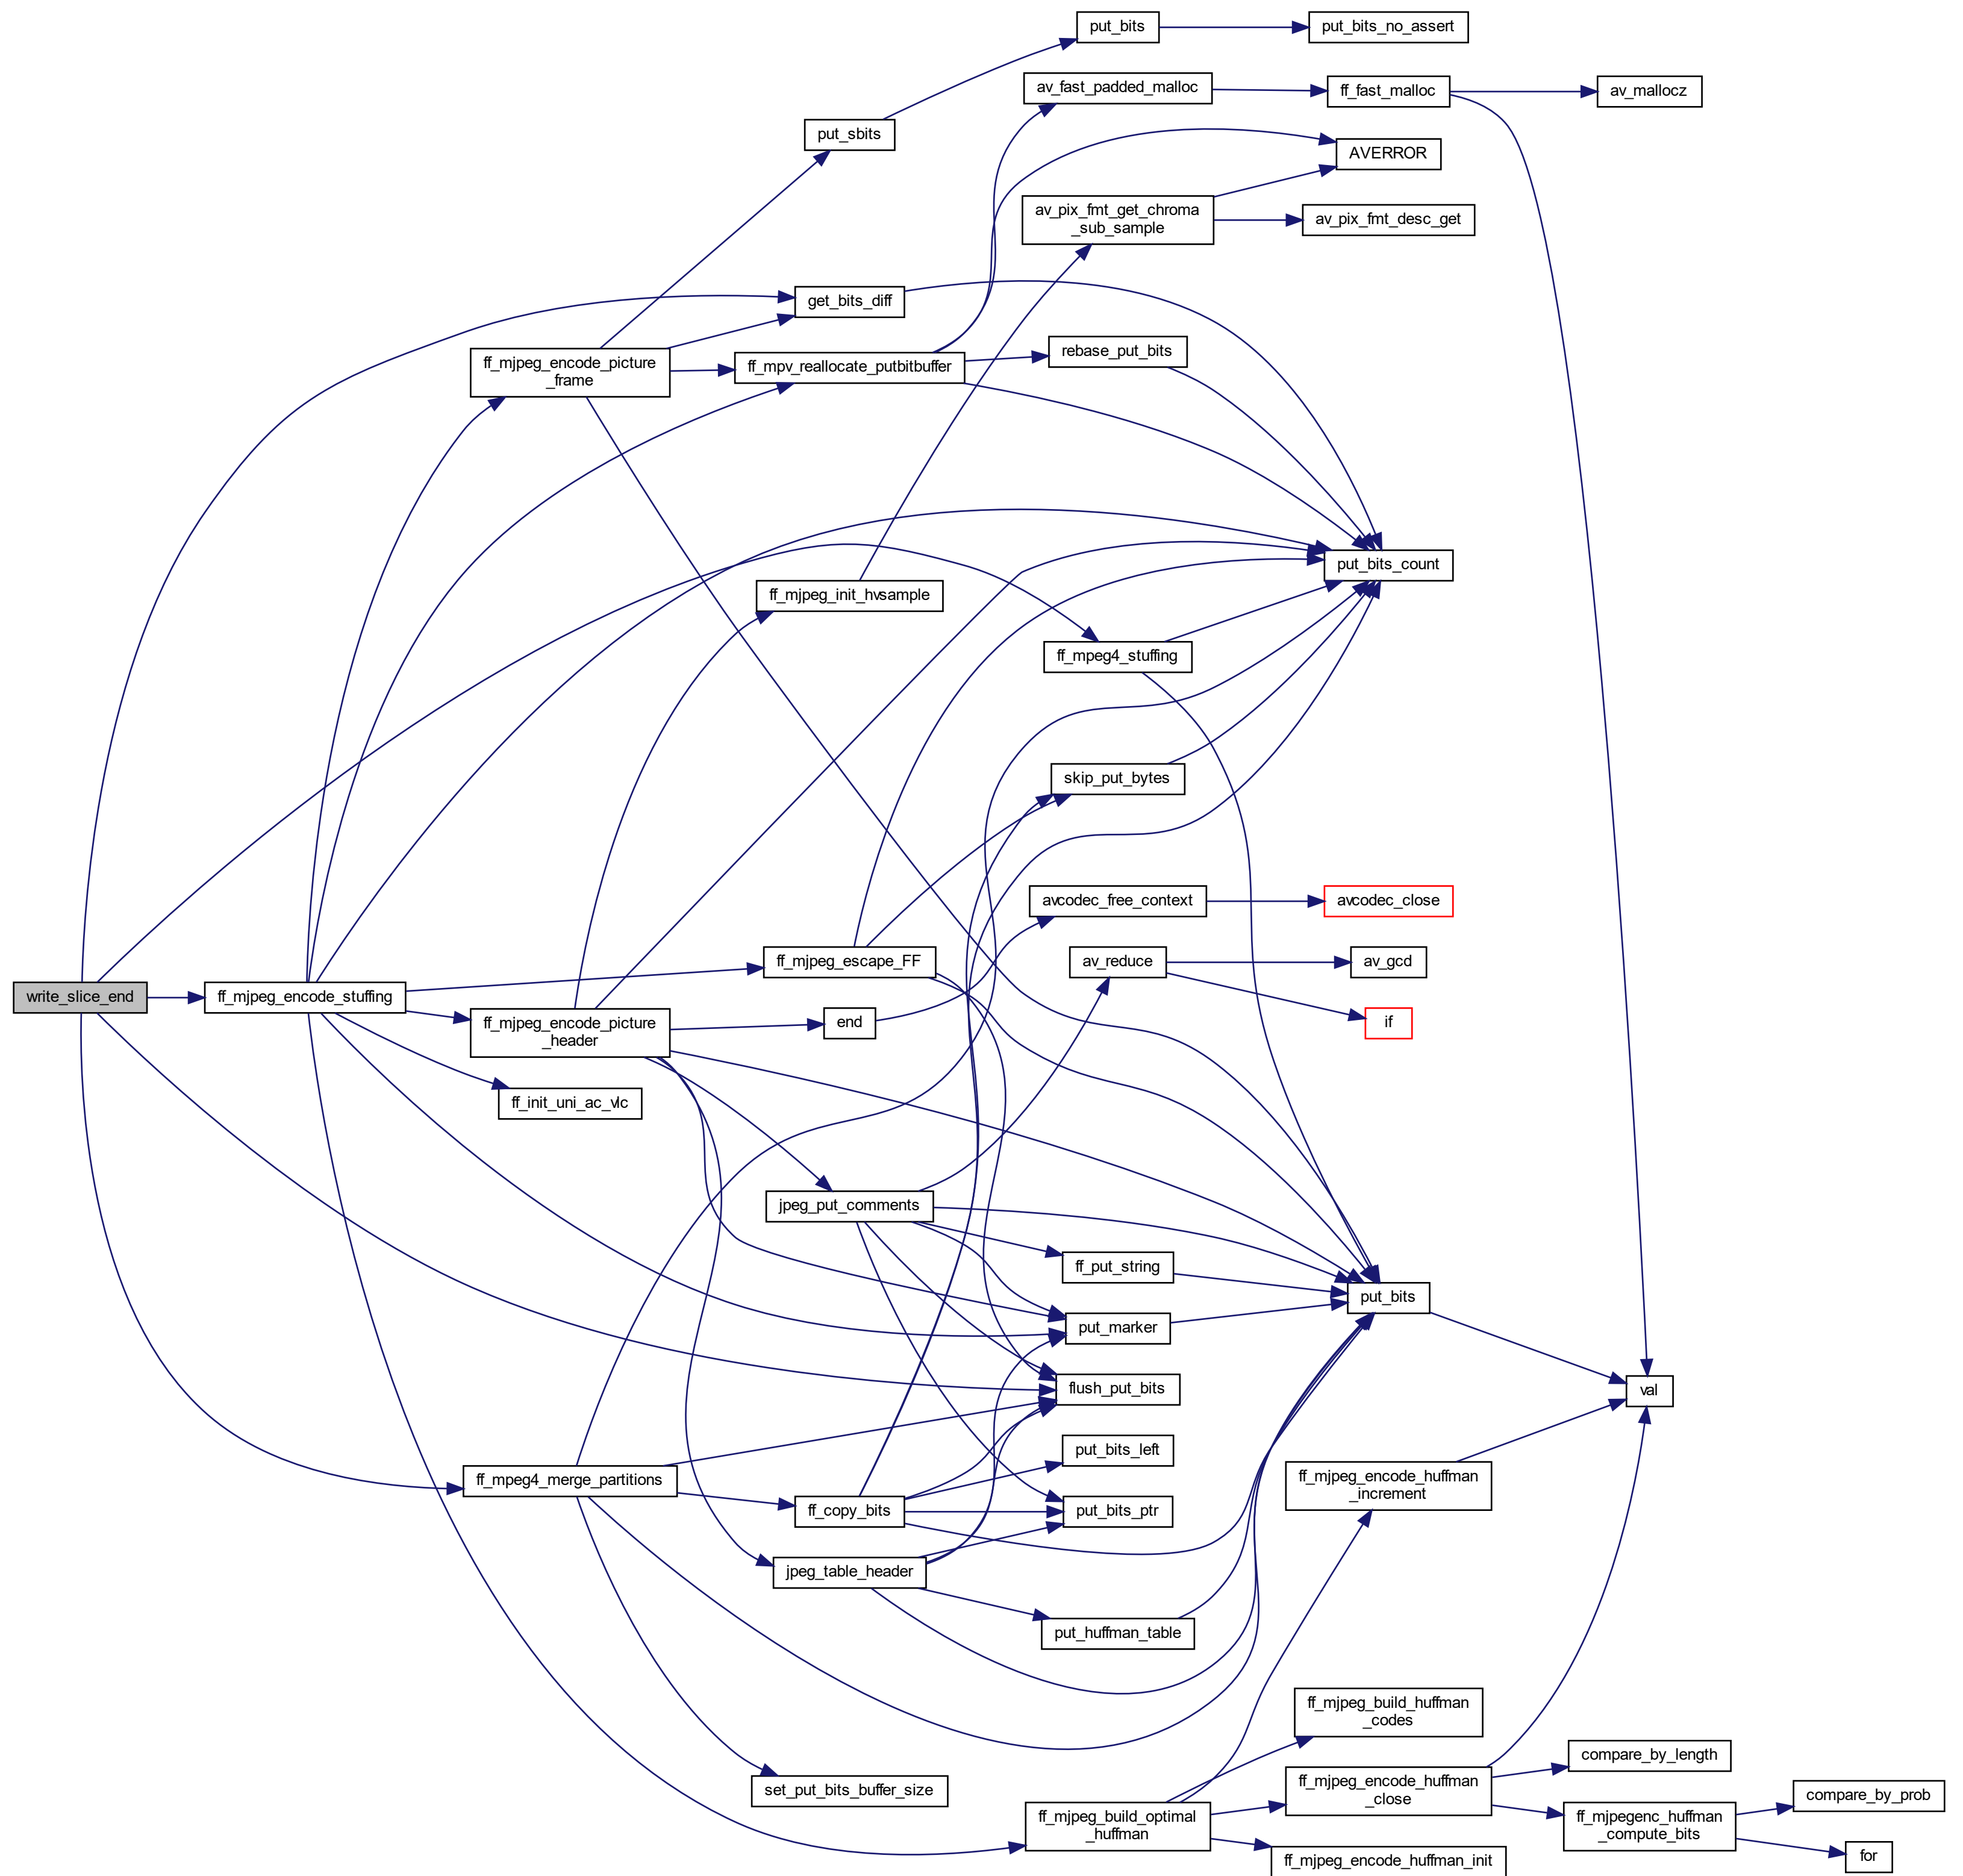 put_bits
put_bits_no_assert
av_fast_padded_malloc
ff_fast_malloc
av_mallocz
put_sbits
AVERROR
av_pix_fmt_get_chroma
_sub_sample
av_pix_fmt_desc_get
get_bits_diff
ff_mjpeg_encode_picture
_frame
ff_mpv_reallocate_putbitbuffer
rebase_put_bits
put_bits_count
ff_mjpeg_init_hvsample
ff_mpeg4_stuffing
skip_put_bytes
avcodec_free_context
avcodec_close
ff_mjpeg_escape_FF
av_reduce
av_gcd
write_slice_end
ff_mjpeg_encode_stuffing
ff_mjpeg_encode_picture
_header
end
if
ff_init_uni_ac_vlc
jpeg_put_comments
ff_put_string
put_bits
put_marker
flush_put_bits
val
put_bits_left
ff_mpeg4_merge_partitions
ff_mjpeg_encode_huffman
_increment
ff_copy_bits
put_bits_ptr
jpeg_table_header
put_huffman_table
ff_mjpeg_build_huffman
_codes
compare_by_length
set_put_bits_buffer_size
ff_mjpeg_encode_huffman
_close
compare_by_prob
ff_mjpeg_build_optimal
_huffman
ff_mjpegenc_huffman
_compute_bits
for
ff_mjpeg_encode_huffman_init